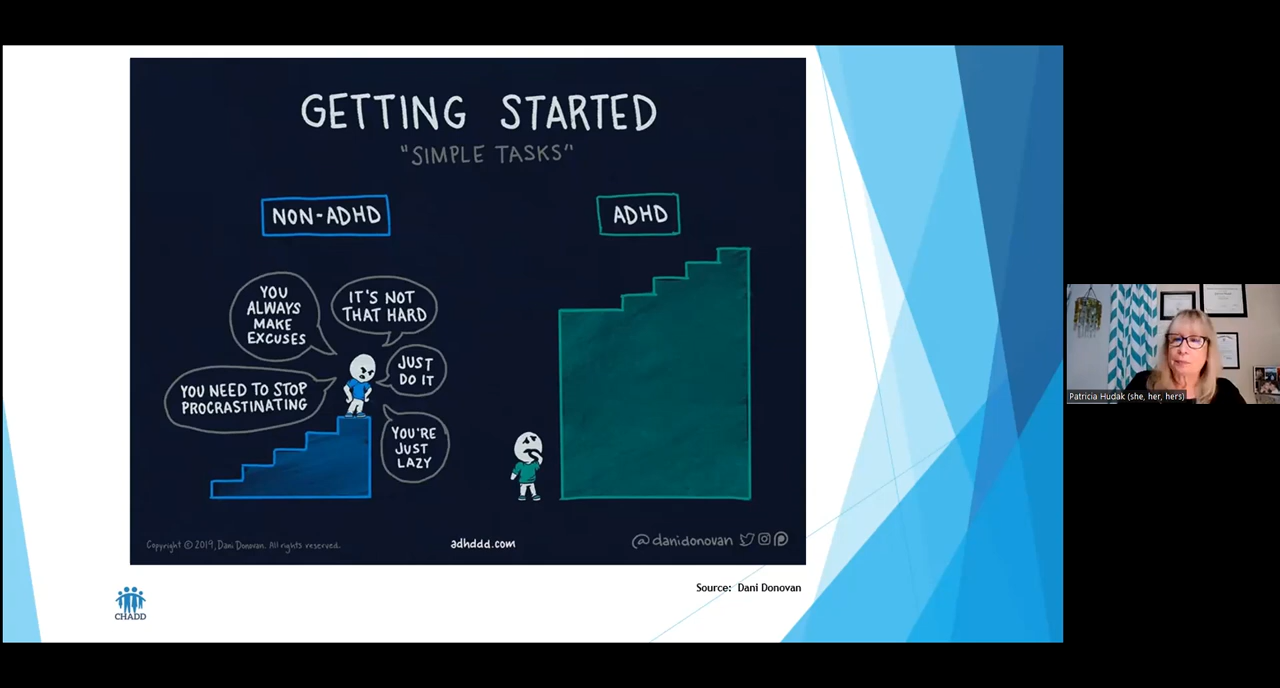 GETTING STARTED
"SIMPLE TASKS"
NON-ADHD
YOU
ALWAYS
MAKE
EXCUSES
IT'S NOT
THAT HARD
JUST
DO IT
YOU NEED TO STOP
PROCRASTINATING
YOU'RE
JUST
LAZY
ADHD
Copyright © 2019, Dani Donovan. All rights reserved.
adhddd.com
@danidonovan
Source: Dani Donovan
CHADD
Patricia Hudak (she, her, hers)